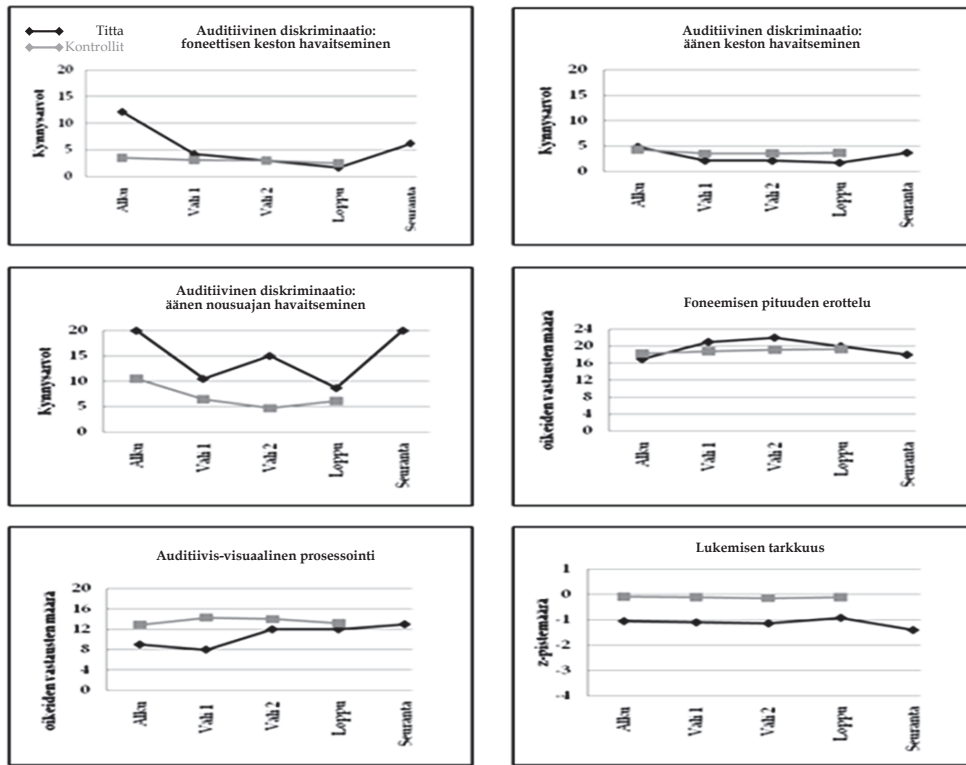 Titta
Kontrollit
Auditiivinen diskriminaatio:
foneettisen keston havaitseminen
Kynnysarvot
20
15
10
5
0
Alku
Väli 1
Väli 2
Loppu
Seuranta
Auditiivinen diskriminaatio:
äänen keston havaitseminen
Kynnysarvot
20
15
10
5
0
Alku
Väli 1
Väli 2
Loppu
Seuranta
Auditiivinen diskriminaatio:
äänen nousuajan havaitseminen
Kynnysarvot
20
15
10
5
0
Alku
Väli 1
Väli 2
Loppu
Seuranta
Foneemisen pituuden erottelu
oikeiden vastausten määrä
24
20
16
12
8
4
0
Alku
Väli 1
Väli 2
Loppu
Seuranta
Auditiivis-visuaalinen prosessointi
oikeiden vastausten määrä
20
16
12
8
4
0
Alku
Väli 1
Väli 2
Loppu
Seuranta
Lukemisen tarkkuus
z-pistemäärä
1
0
-1
-2
-3
-4
Alku
Väli 1
Väli 2
Loppu
Seuranta